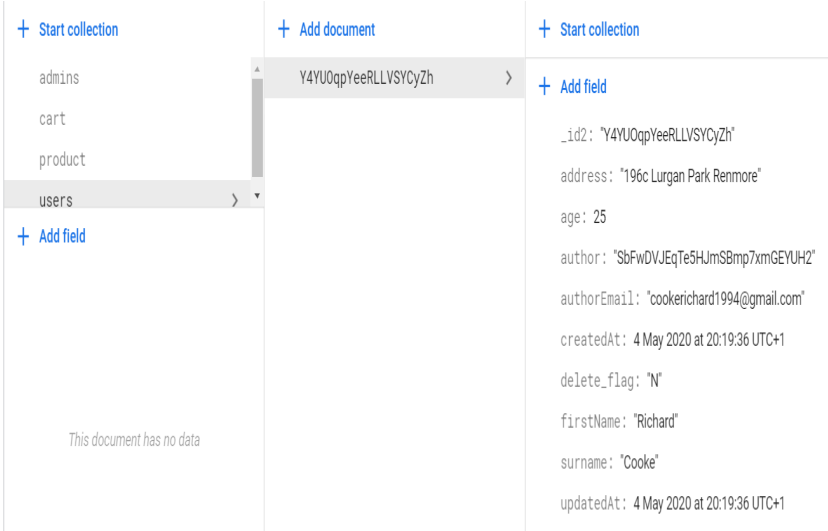 Start collection
admins
cart
product
users
Add field
This document has no data
Add document
Y4YUOqpYeeRLLVSYCyZh
Start collection
Add field
_id2: "Y4YUOqpYeeRLLVSYCyZh"
address: "196c Lurgan Park Renmore"
age: 25
author: "SbFwDVJEqTe5HJmSBmp7xmGEYUH2"
authorEmail: "cookerichard1994@gmail.com"
createdAt: 4 May 2020 at 20:19:36 UTC+1
delete_flag: "N"
firstName: "Richard"
surname: "Cooke"
updatedAt: 4 May 2020 at 20:19:36 UTC+1